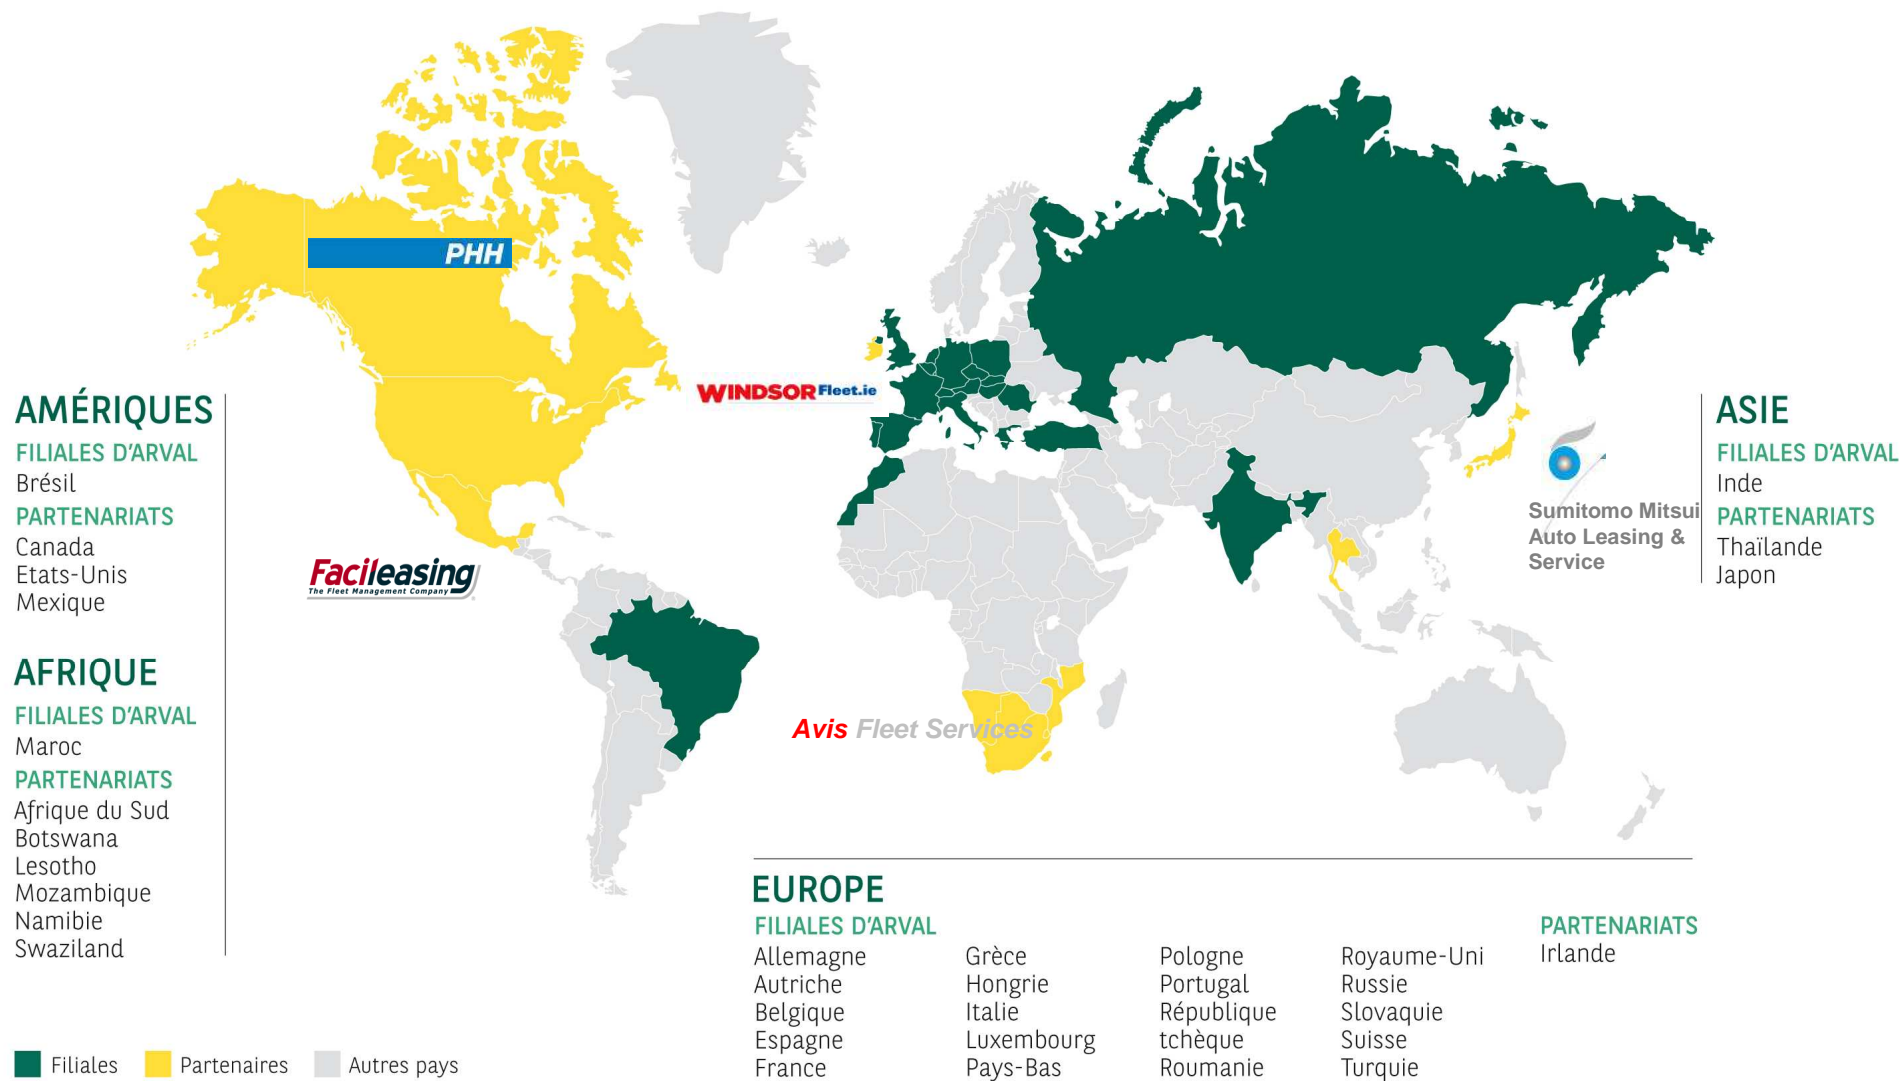 PHH
WINDSOR Fleet.ie
AMÉRIQUES
FILIALES D'ARVAL
Brésil
PARTENARIATS
Canada
Etats-Unis
Mexique
Facileasing
The Fleet Management Company
AFRIQUE
FILIALES D'ARVAL
Maroc
PARTENARIATS
Afrique du Sud
Botswana
Lesotho
Mozambique
Namibie
Swaziland
Avis Fleet Services
Sumitomo Mitsui
Auto Leasing &
Service
ASIE
FILIALES D'ARVAL
Inde
PARTENARIATS
Thaïlande
Japon
EUROPE
FILIALES D'ARVAL
Allemagne
Autriche
Belgique
Espagne
France
Grèce
Hongrie
Italie
Luxembourg
Pays-Bas
Pologne
Portugal
République
tchèque
Roumanie
Royaume-Uni
Russie
Slovaquie
Suisse
Turquie
PARTENARIATS
Irlande
Filiales
Partenaires
Autres pays